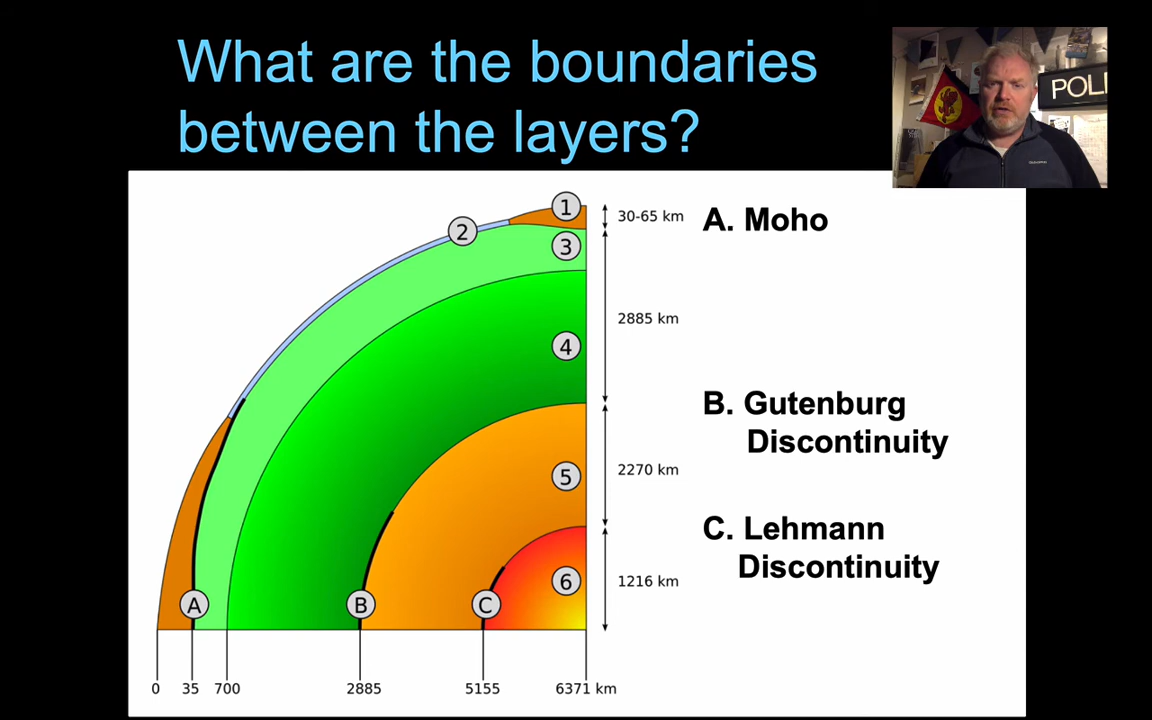 What are the boundaries
between the layers?
POLI
1
30-65 km
A. Moho
2
3
2885 km
4
B. Gutenburg
Discontinuity
2270 km
5
C. Lehmann
Discontinuity
6
1216 km
A
B
C
0
35
700
2885
5155
6371 km